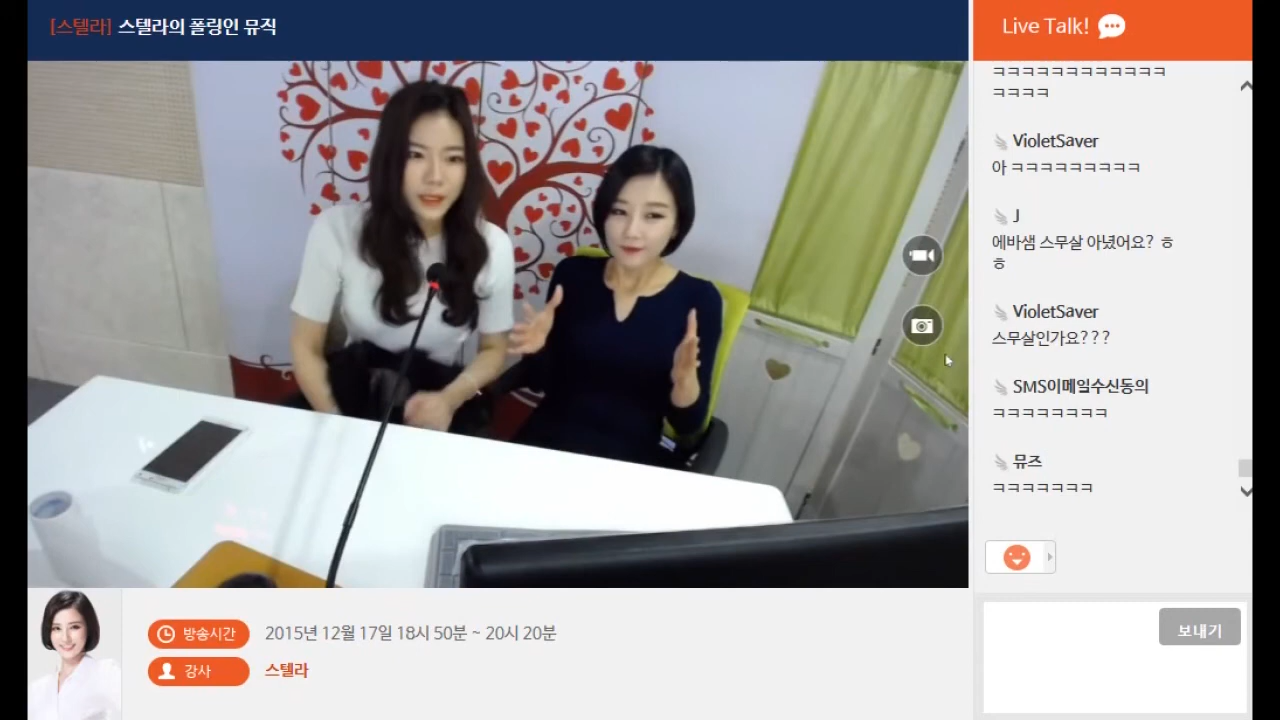 [스텔라] 스텔라의 폴링인 뮤직
Live Talk!
ㅋㅋㅋㅋㅋㅋㅋㅋㅋㅋㅋㅋ
ㅋㅋㅋㅋ
VioletSaver
아 ㅋㅋㅋㅋㅋㅋㅋㅋㅋ
J
에바샘 스무살 아녔어요? ㅎ
ㅎ
VioletSaver
스무살인가요???
SMS이메일수신동의
ㅋㅋㅋㅋㅋㅋㅋㅋ
뮤즈
ㅋㅋㅋㅋㅋㅋㅋ
보내기
방송시간 2015년 12월 17일 18시 50분 ~ 20시 20분
강사 스텔라